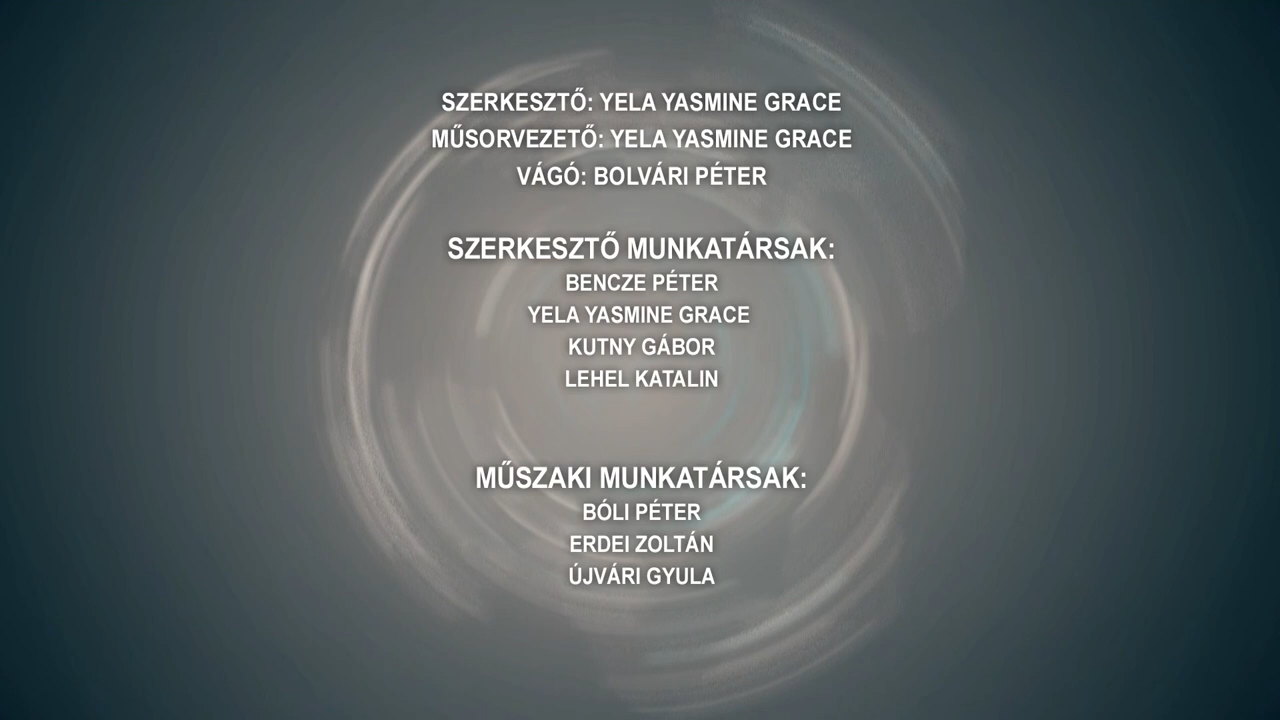 SZERKESZTŐ: YELA YASMINE GRACE
MŰSORVEZETŐ: YELA YASMINE GRACE
VÁGÓ: BOLVÁRI PÉTER
SZERKESZTŐ MUNKATÁRSAK:
BENCZE PÉTER
YELA YASMINE GRACE
KUTNY GÁBOR
LEHEL KATALIN
MŰSZAKI MUNKATÁRSAK:
BÓLI PÉTER
ERDEI ZOLTÁN
ÚJVÁRI GYULA